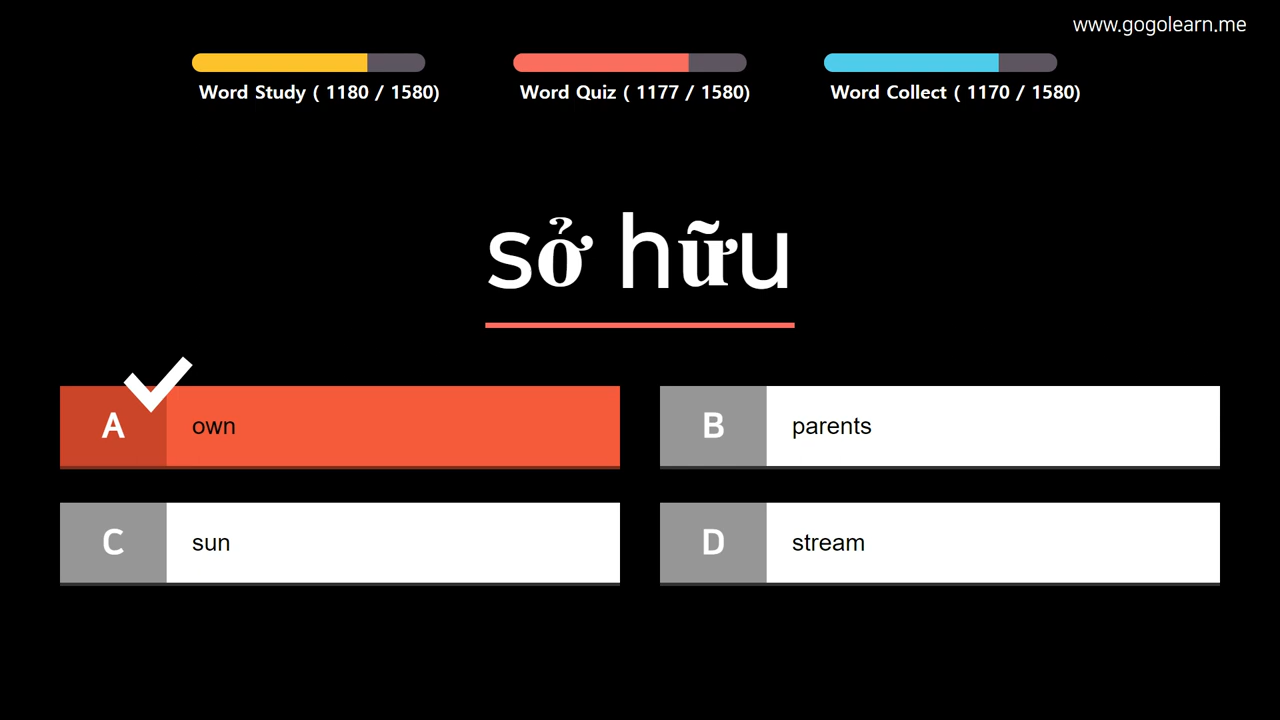 www.gogolearn.me
Word Study ( 1180 / 1580)
Word Quiz ( 1177 / 1580)
Word Collect ( 1170 / 1580)
sở hữu
A own
B parents
C sun
D stream